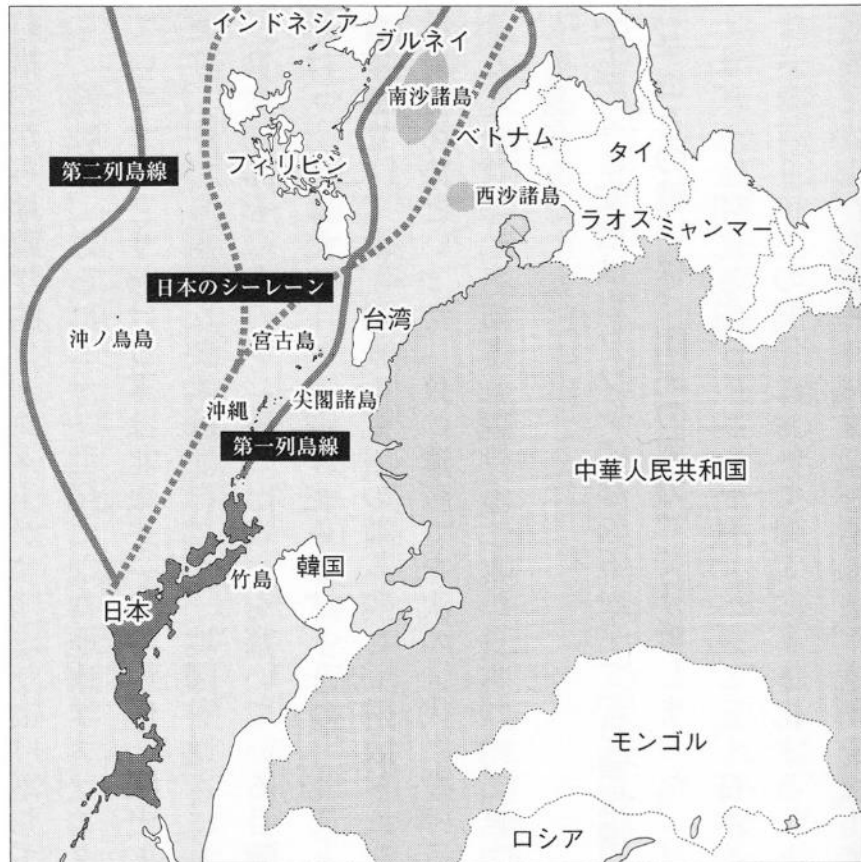 インドネシア
ブルネイ
南沙諸島
ベトナム
タイ
第二列島線
フィリピン
西沙諸島
ラオス
ミャンマー
日本のシーレーン
台湾
沖ノ鳥島
宮古島
沖縄
尖閣諸島
第一列島線
中華人民共和国
竹島
韓国
日本
モンゴル
ロシア